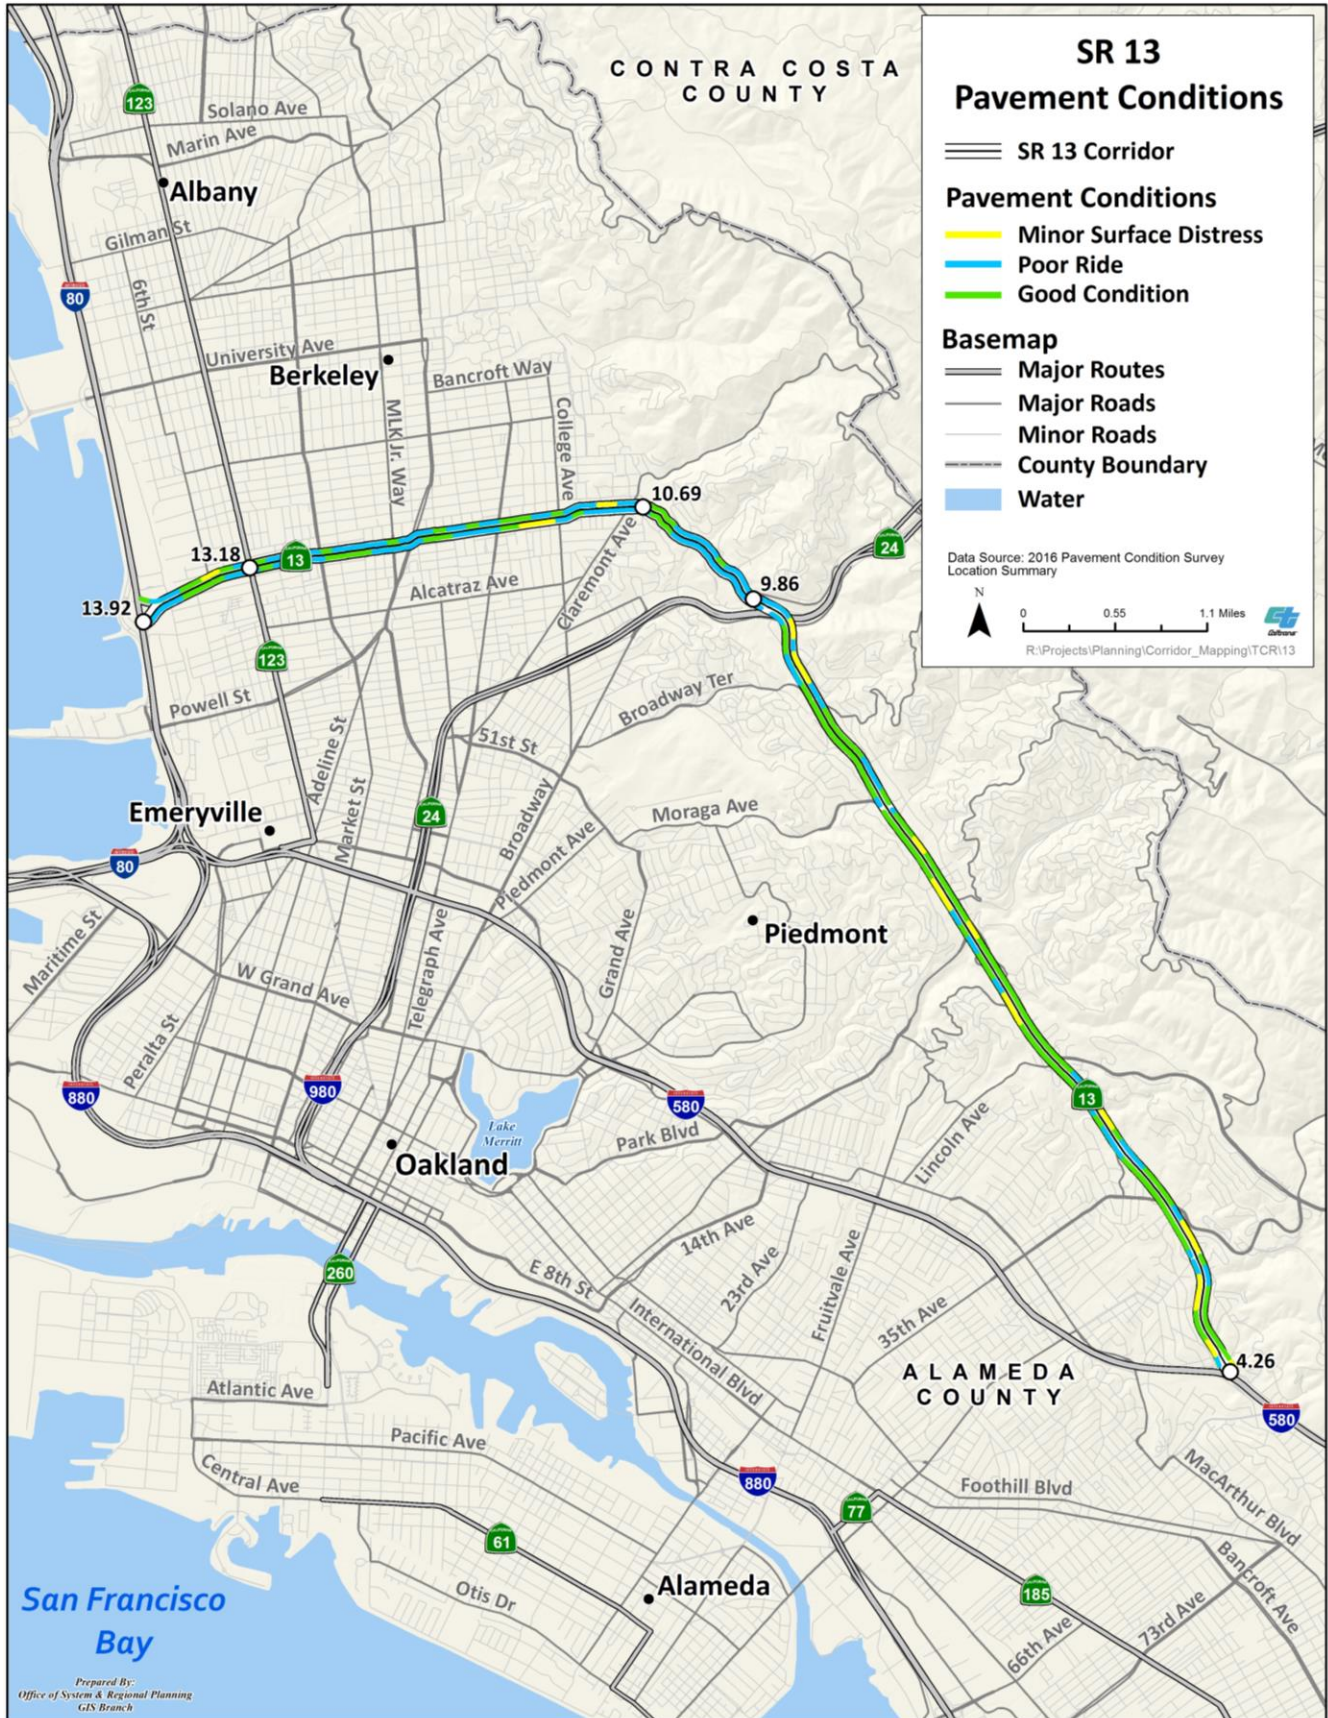 CONTRA COSTA
COUNTY
SR 13
Pavement Conditions
SR 13 Corridor
Pavement Conditions
Minor Surface Distress
Poor Ride
Good Condition
Basemap
Major Routes
Major Roads
Minor Roads
County Boundary
Water
Data Source: 2016 Pavement Condition Survey
Location Summary
N
0 0.55 1.1 Miles
Caltrans
R:\Projects\Planning\Corridor_Mapping\TCR\13
123
Solano Ave
Marin Ave
Albany
Gilman St
80
6th St
University Ave
Berkeley
Bancroft Way
MLK Jr. Way
College Ave
10.69
13.18
13
24
Claremont Ave
9.86
Alcatraz Ave
13.92
123
Powell St
Broadway Ter
51st St
Adeline St
Market St
Emeryville
24
Broadway
Moraga Ave
Piedmont Ave
80
Piedmont
Maritime St
W Grand Ave
Telegraph Ave
Grand Ave
Peralta St
880
980
580
13
Lake
Merritt
Park Blvd
Lincoln Ave
Oakland
14th Ave
23rd Ave
Fruitvale Ave
260
E 8th St
International Blvd
35th Ave
4.26
ALAMEDA
COUNTY
580
Atlantic Ave
Pacific Ave
Central Ave
880
Foothill Blvd
MacArthur Blvd
77
61
Bancroft Ave
Otis Dr
Alameda
185
73rd Ave
66th Ave
San Francisco
Bay
Prepared By:
Office of System & Regional Planning
GIS Branch